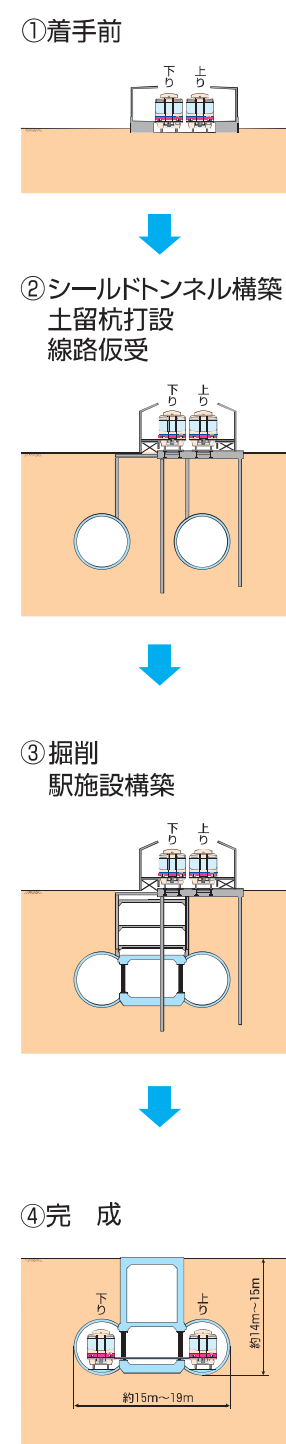 ①着手前
下り
上り
②シールドトンネル構築
土留杭打設
線路仮受
下り
上り
③掘削
駅施設構築
下り
上り
④完 成
下り
上り
約14m～15m
約15m～19m